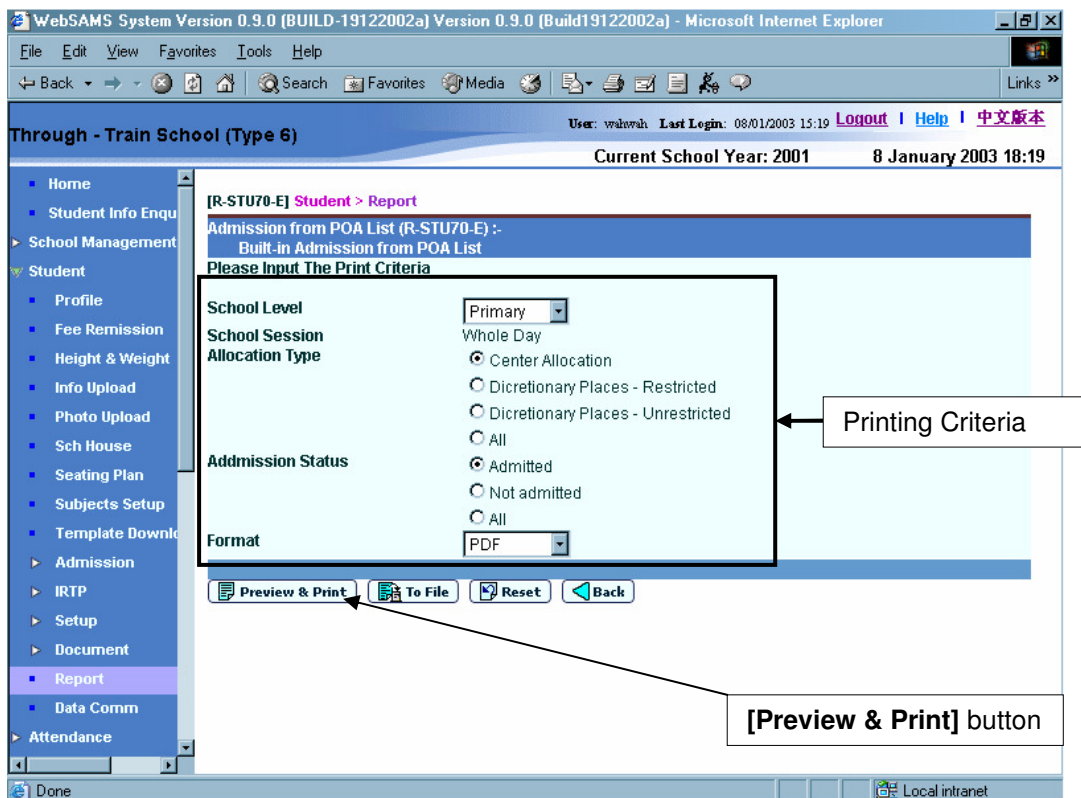 WebSAMS System Version 0.9.0 (BUILD-19122002a) Version 0.9.0 (Build19122002a) - Microsoft Internet Explorer
File Edit View Favorites Tools Help
Back Search Favorites Media Links »
Through - Train School (Type 6)
User: wahwah Last Login: 08/01/2003 15:19 Logout | Help | 中文版本
Current School Year: 2001 8 January 2003 18:19
Home
Student Info Enqu
School Management
Student
Profile
Fee Remission
Height & Weight
Info Upload
Photo Upload
Sch House
Seating Plan
Subjects Setup
Template Downlo
Admission
IRTP
Setup
Document
Report
Data Comm
Attendance
[R-STU70-E] Student > Report
Admission from POA List (R-STU70-E) :-
Built-in Admission from POA List
Please Input The Print Criteria
School Level Primary
School Session Whole Day
Allocation Type Center Allocation
Dicretionary Places - Restricted
Dicretionary Places - Unrestricted
All
Addmission Status Admitted
Not admitted
All
Format PDF
Preview & Print To File Reset Back
Printing Criteria
[Preview & Print] button
Done Local intranet